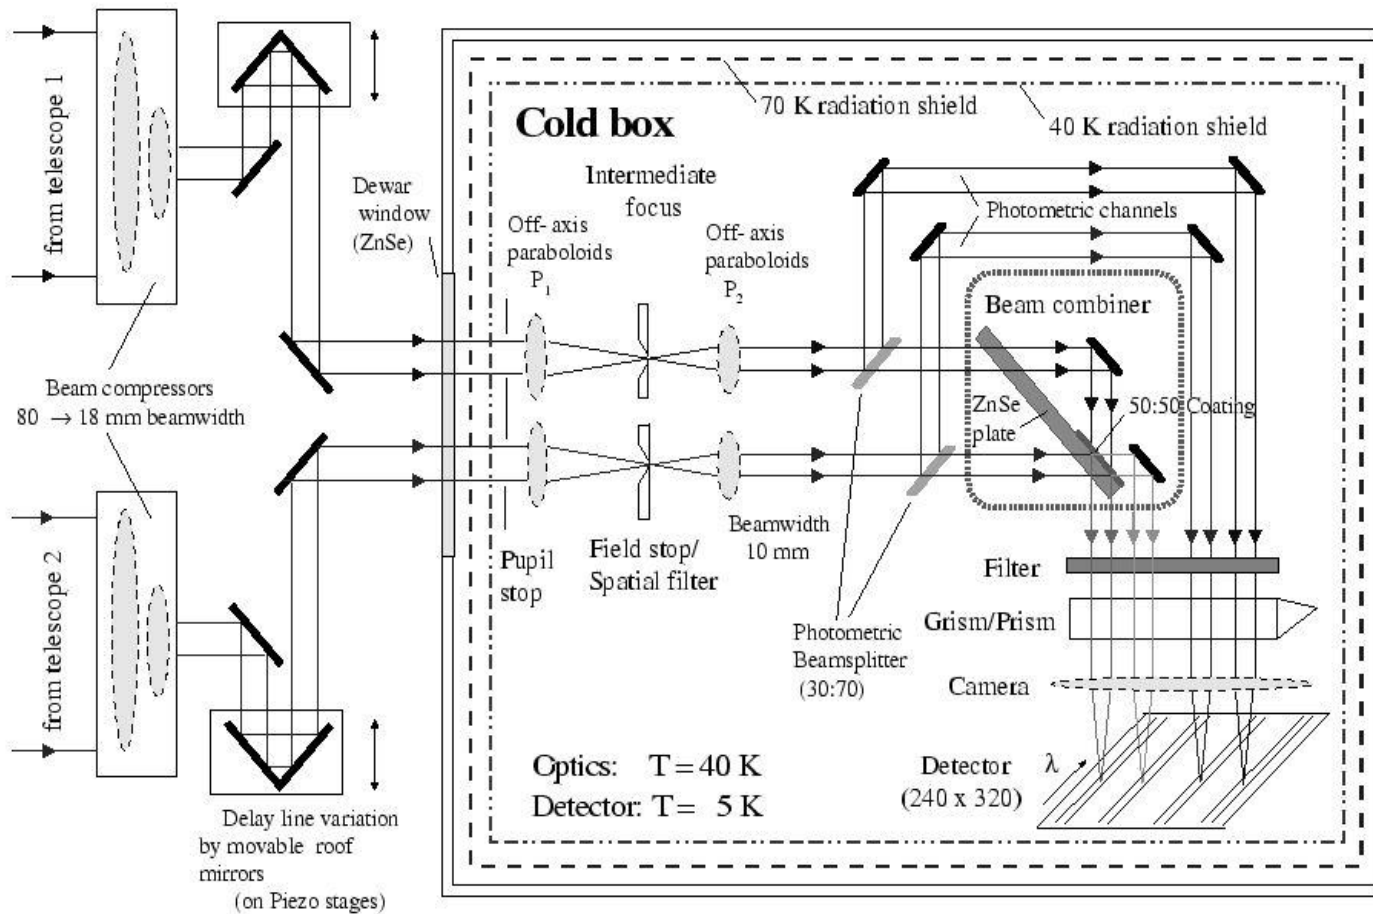 from telescope 1
70 K radiation shield
40 K radiation shield
Cold box
Dewar
window
(ZnSe)
Intermediate
focus
Off- axis
paraboloids
P1
Off- axis
paraboloids
P2
Photometric channels
Beam combiner
Beam compressors
80 → 18 mm beamwidth
ZnSe
plate
50:50 Coating
from telescope 2
Pupil
stop
Field stop/
Spatial filter
Beamwidth
10 mm
Filter
Grism/Prism
Photometric
Beamsplitter
(30:70)
Camera
Optics: T = 40 K
Detector: T = 5 K
Detector
(240 x 320)
λ
Delay line variation
by movable roof
mirrors
(on Piezo stages)